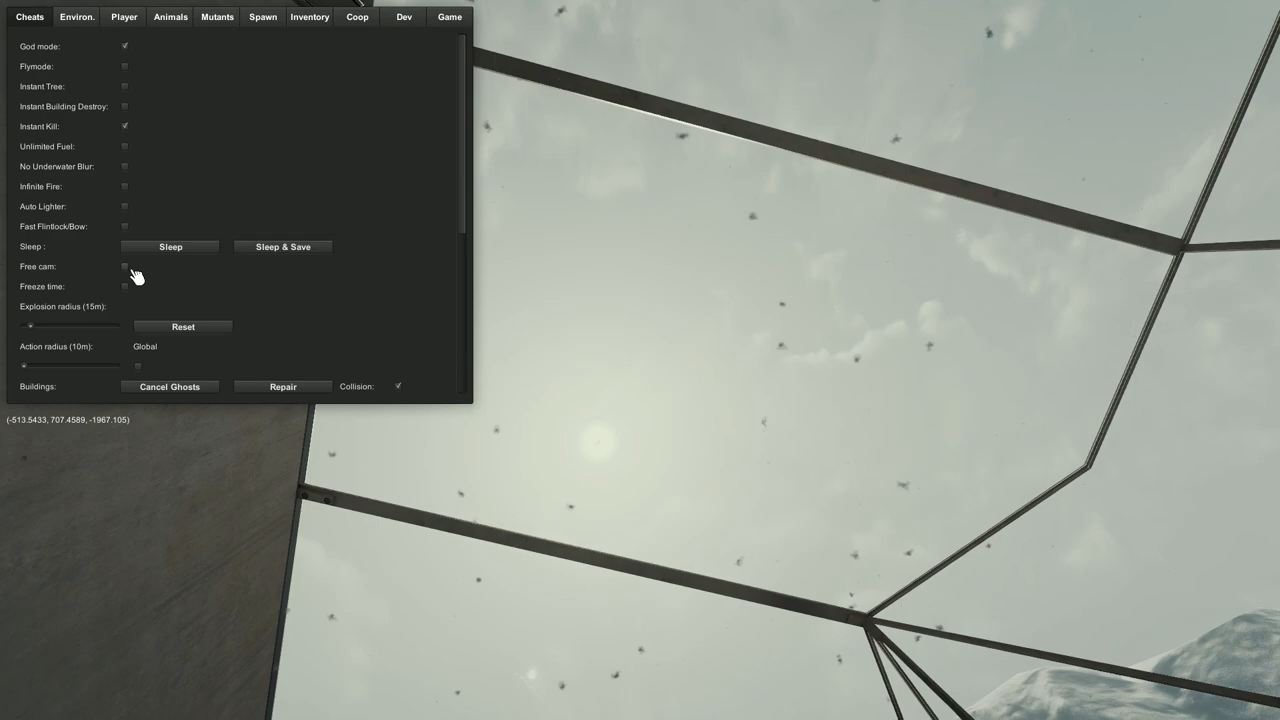 Cheats Environ. Player Animals Mutants Spawn Inventory Coop Dev Game
God mode:
Flymode:
Instant Tree:
Instant Building Destroy:
Instant Kill:
Unlimited Fuel:
No Underwater Blur:
Infinite Fire:
Auto Lighter:
Fast Flintlock/Bow:
Sleep : Sleep Sleep & Save
Free cam:
Freeze time:
Explosion radius (15m):
Reset
Action radius (10m): Global
Buildings: Cancel Ghosts Repair Collision:
(-513.5433, 707.4589, -1967.105)